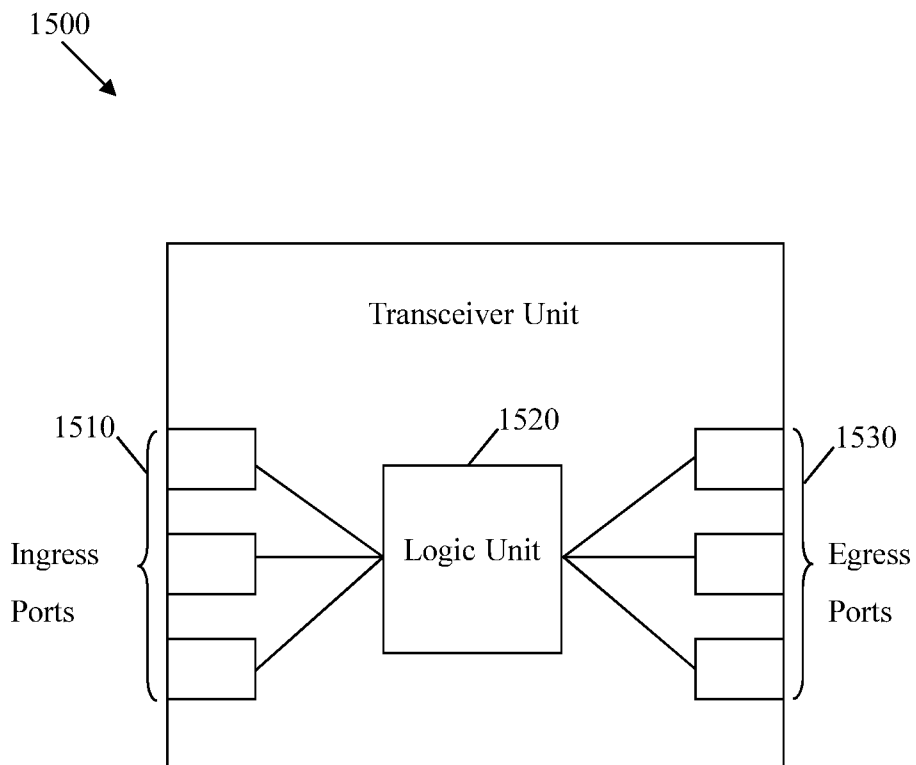 1500
Transceiver Unit
1510
1520
1530
Ingress
Ports
Logic Unit
Egress
Ports